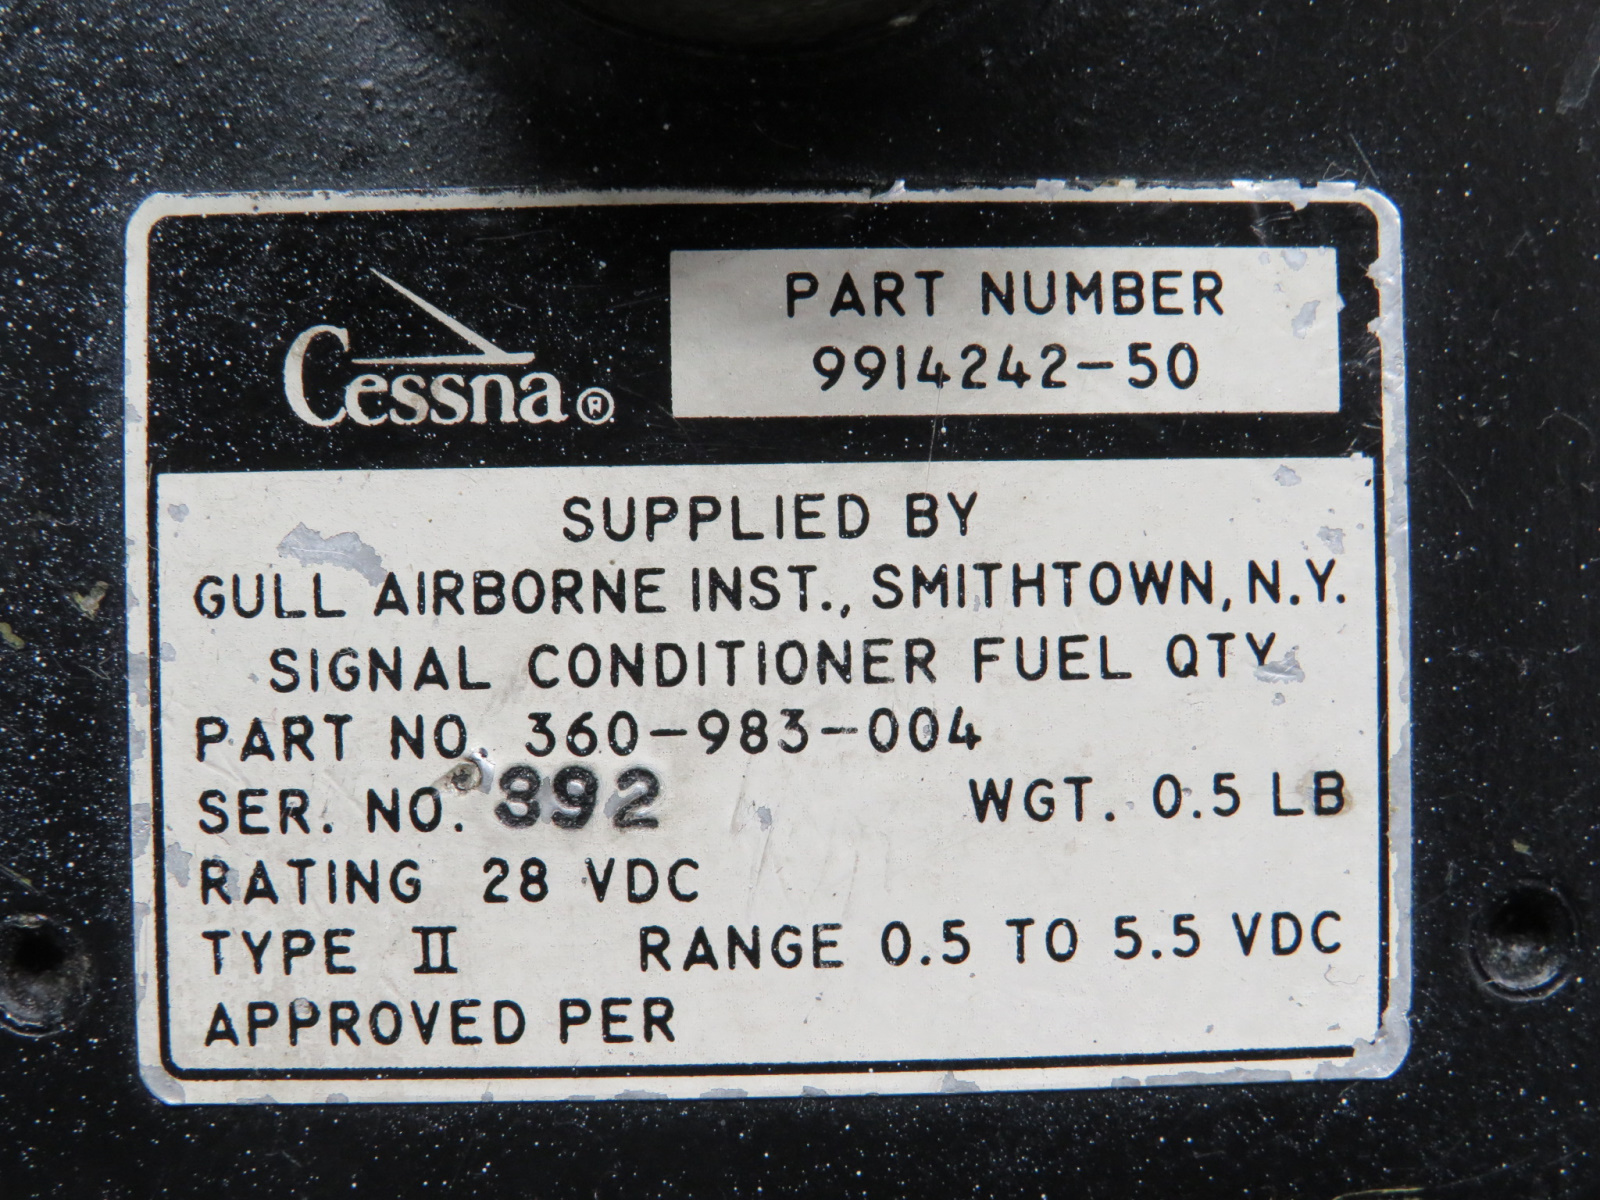 Cessna®
PART NUMBER
9914242-50
SUPPLIED BY
GULL AIRBORNE INST., SMITHTOWN, N.Y.
SIGNAL CONDITIONER FUEL QTY
PART NO. 360-983-004
SER. NO. 392 WGT. 0.5 LB
RATING 28 VDC
TYPE II RANGE 0.5 TO 5.5 VDC
APPROVED PER